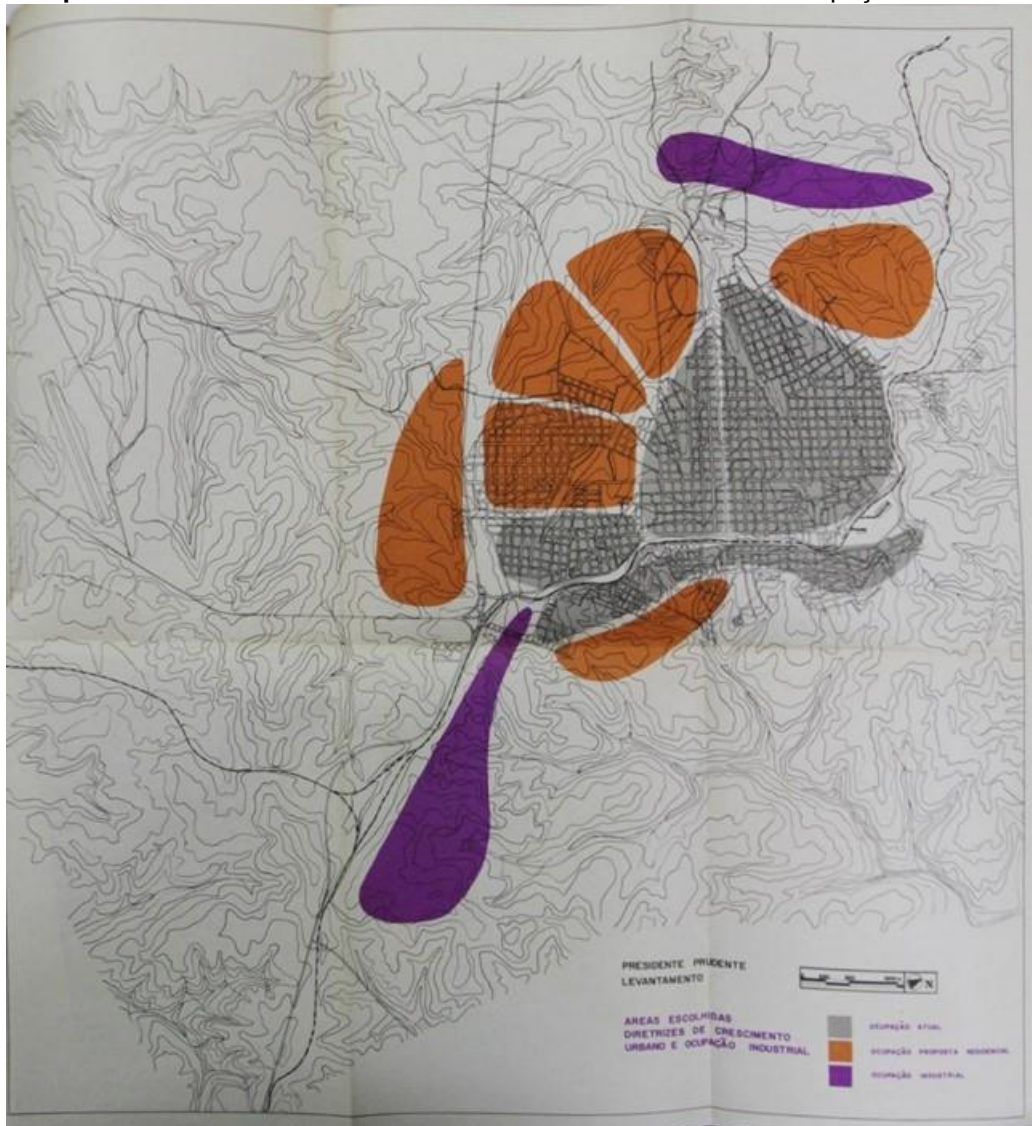 PRESIDENTE PRUDENTE
LEVANTAMENTO
N
AREAS ESCOLHIDAS
DIRETRIZES DE CRESCIMENTO
URBANO E OCUPAÇÃO INDUSTRIAL
OCUPAÇÃO ATUAL
OCUPAÇÃO PROPOSTA RESIDENCIAL
OCUPAÇÃO INDUSTRIAL